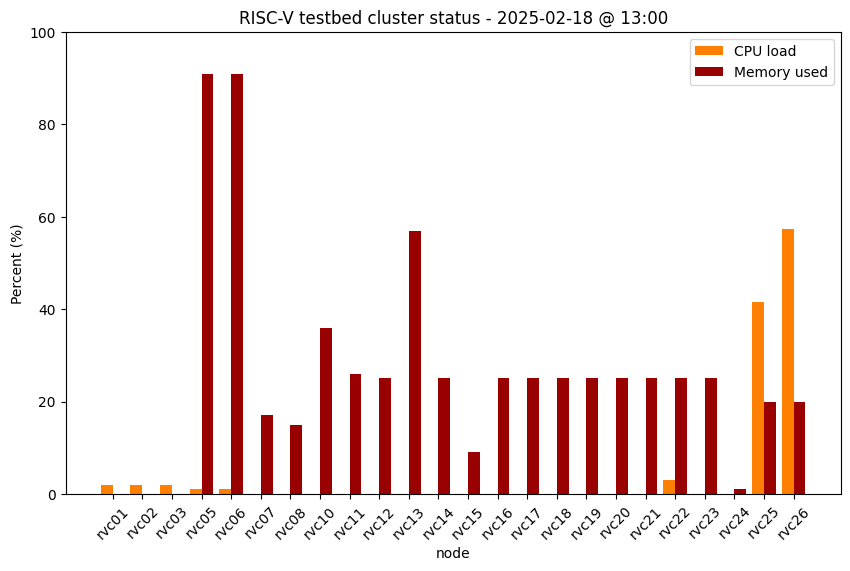 RISC-V testbed cluster status - 2025-02-18 @ 13:00
CPU load
Memory used
Percent (%)
100
80
60
40
20
0
rvc01 rvc02 rvc03 rvc05 rvc06 rvc07 rvc08 rvc10 rvc11 rvc12 rvc13 rvc14 rvc15 rvc16 rvc17 rvc18 rvc19 rvc20 rvc21 rvc22 rvc23 rvc24 rvc25 rvc26
node